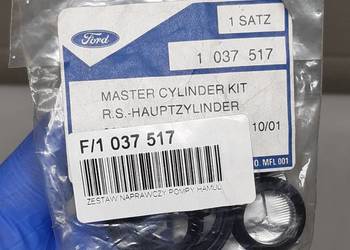 Ford
1 SATZ
1 037 517
MASTER CYLINDER KIT
R.S.-HAUPTZYLINDER
10/01
F/1 037 517
O. MFL 001
ZESTAW NAPRAWCZY POMPY HAMUL